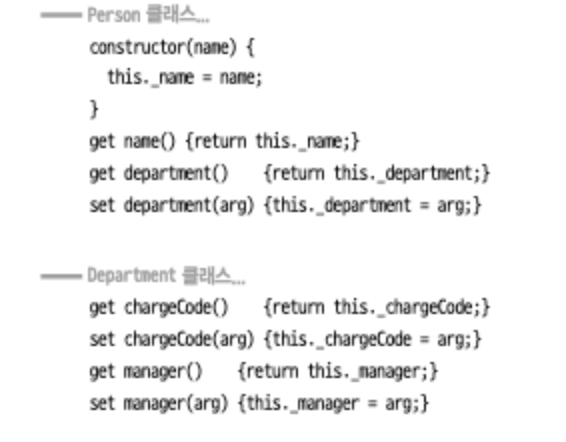 Person 클래스...
constructor(name) {
  this._name = name;
}
get name() {return this._name;}
get department()    {return this._department;}
set department(arg) {this._department = arg;}

Department 클래스...
get chargeCode()    {return this._chargeCode;}
set chargeCode(arg) {this._chargeCode = arg;}
get manager()    {return this._manager;}
set manager(arg) {this._manager = arg;}